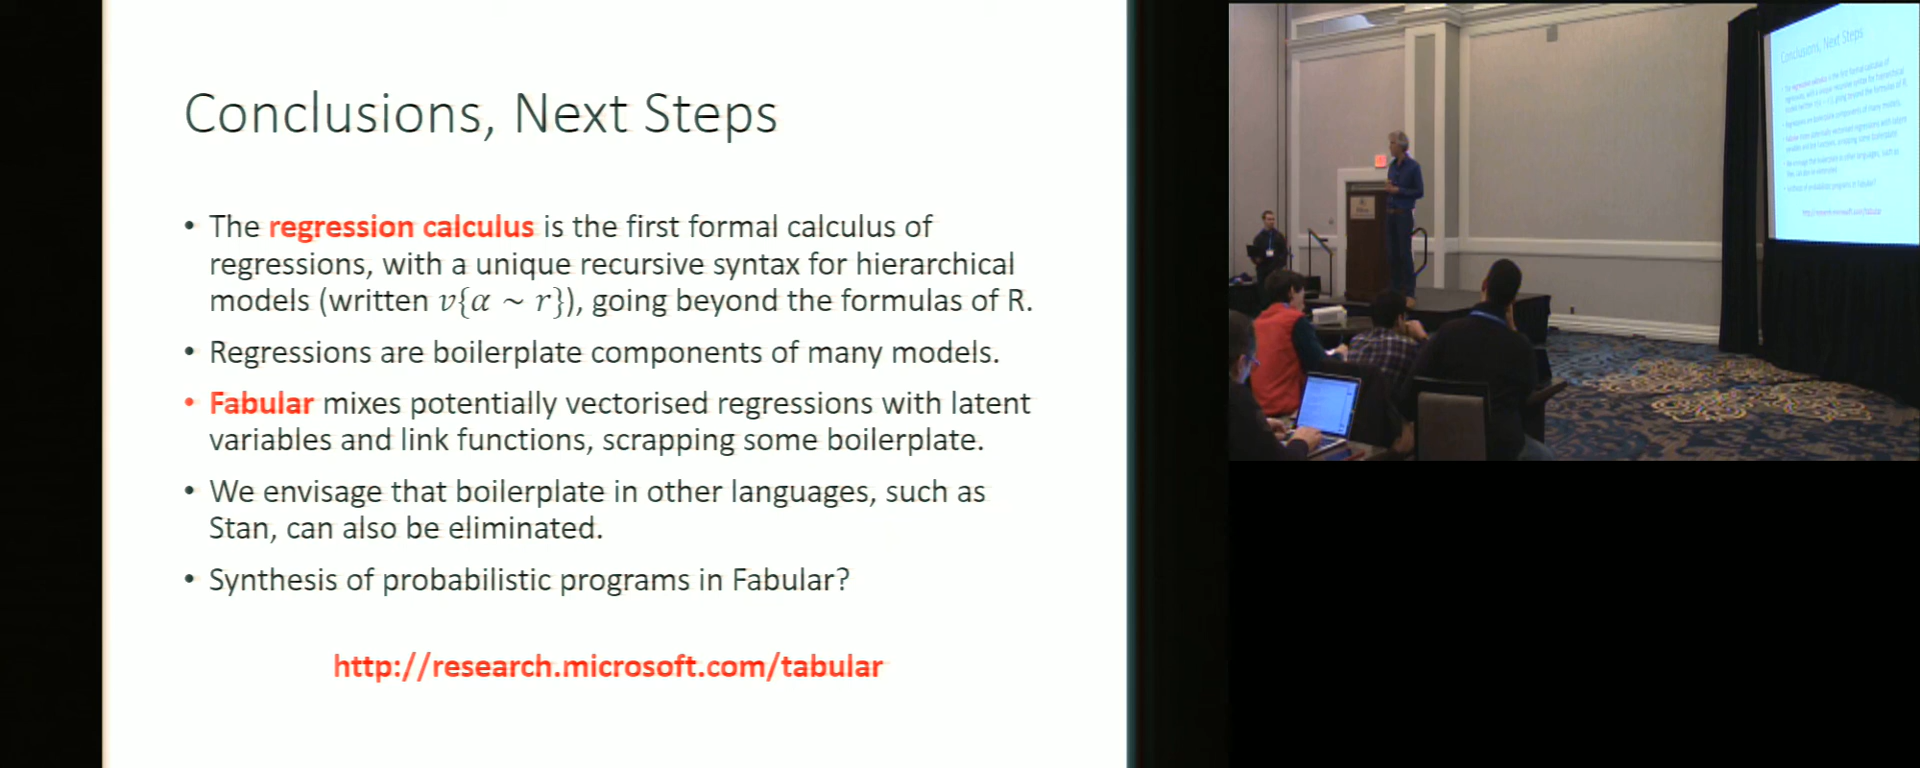 Conclusions, Next Steps
• The regression calculus is the first formal calculus of
regressions, with a unique recursive syntax for hierarchical
models (written v{α ~ r}), going beyond the formulas of R.
• Regressions are boilerplate components of many models.
• Fabular mixes potentially vectorised regressions with latent
variables and link functions, scrapping some boilerplate.
• We envisage that boilerplate in other languages, such as
Stan, can also be eliminated.
• Synthesis of probabilistic programs in Fabular?
http://research.microsoft.com/tabular
Conclusions, Next Steps